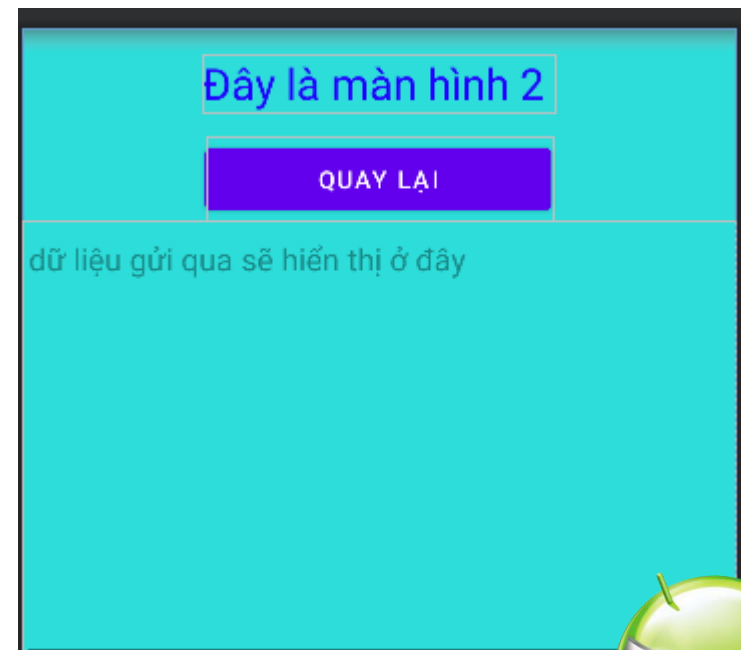 Đây là màn hình 2
QUAY LẠI
dữ liệu gửi qua sẽ hiển thị ở đây